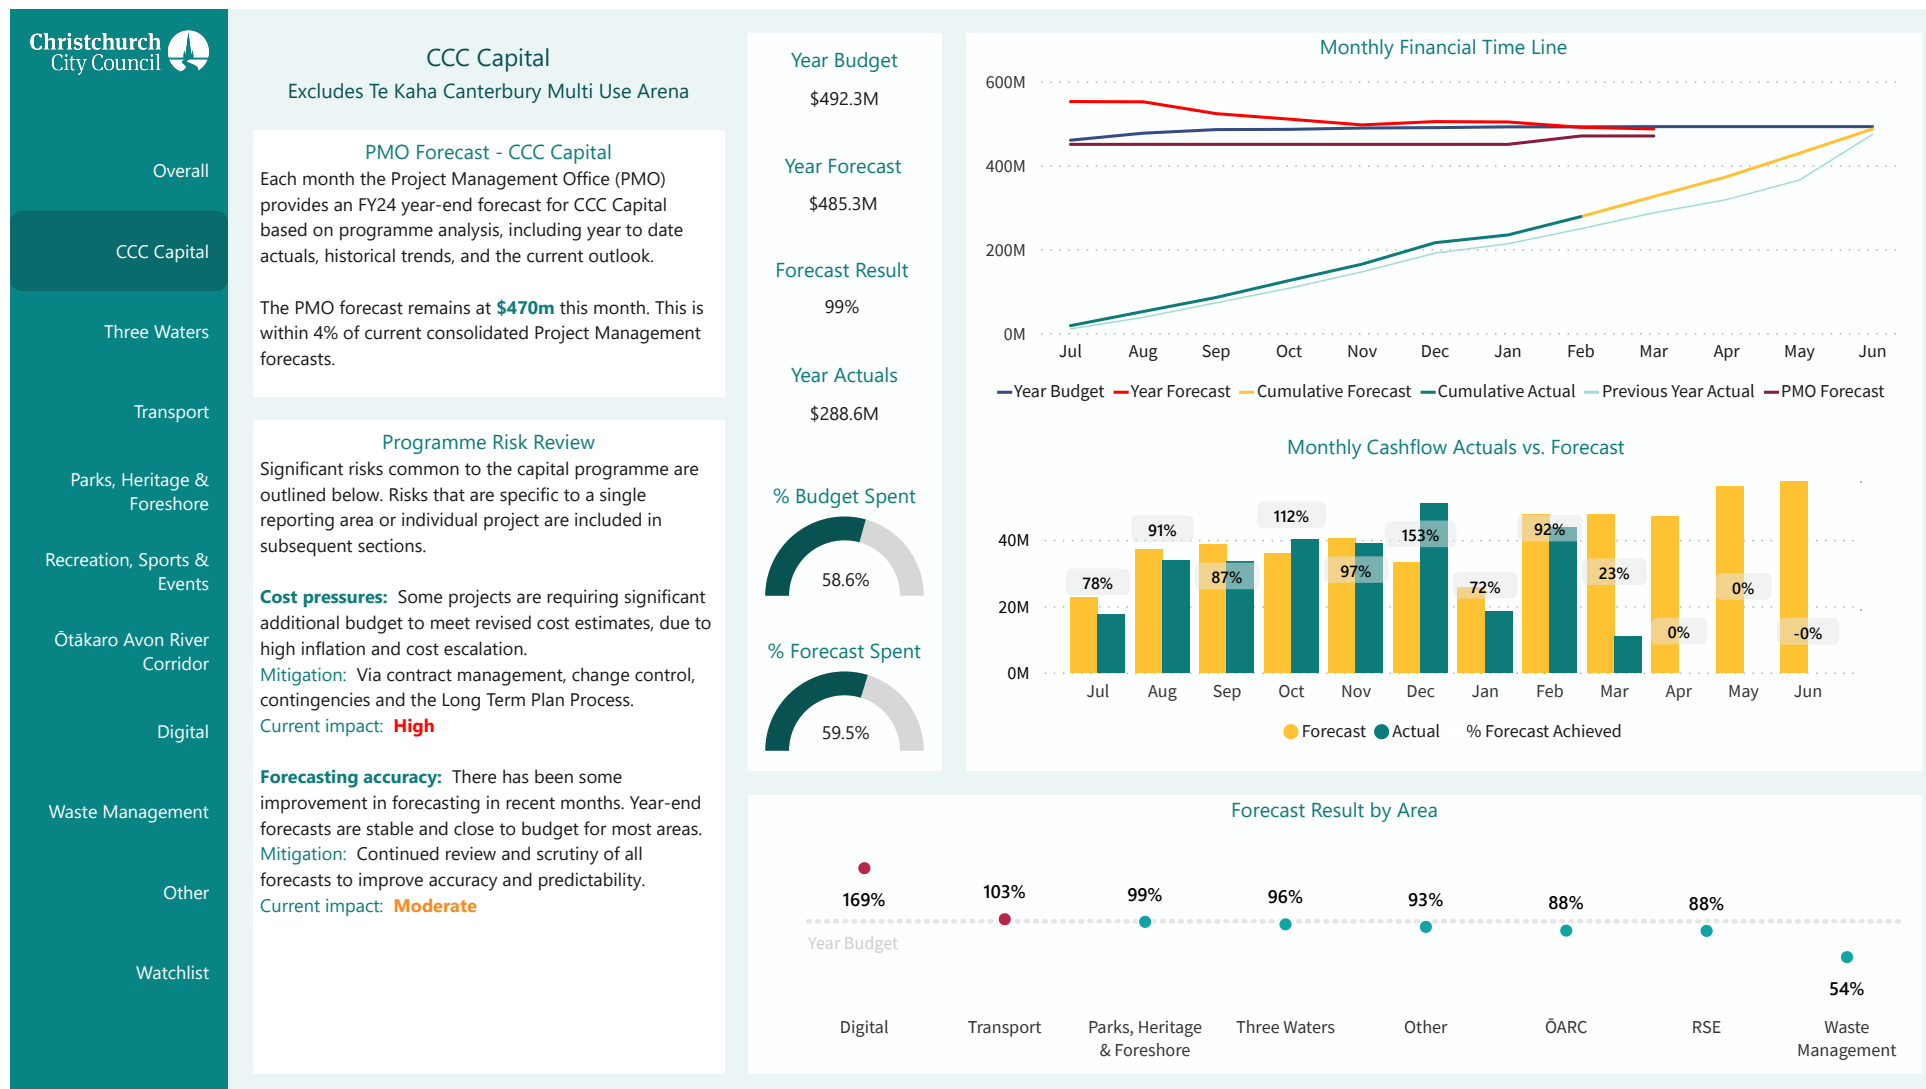 Christchurch
City Council
Overall
CCC Capital
Three Waters
Transport
Parks, Heritage &
Foreshore
Recreation, Sports &
Events
Ōtākaro Avon River
Corridor
Digital
Waste Management
Other
Watchlist
CCC Capital
Excludes Te Kaha Canterbury Multi Use Arena
PMO Forecast - CCC Capital
Each month the Project Management Office (PMO)
provides an FY24 year-end forecast for CCC Capital
based on programme analysis, including year to date
actuals, historical trends, and the current outlook.
The PMO forecast remains at $470m this month. This is
within 4% of current consolidated Project Management
forecasts.
Programme Risk Review
Significant risks common to the capital programme are
outlined below. Risks that are specific to a single
reporting area or individual project are included in
subsequent sections.
Cost pressures: Some projects are requiring significant
additional budget to meet revised cost estimates, due to
high inflation and cost escalation.
Mitigation: Via contract management, change control,
contingencies and the Long Term Plan Process.
Current impact: High
Forecasting accuracy: There has been some
improvement in forecasting in recent months. Year-end
forecasts are stable and close to budget for most areas.
Mitigation: Continued review and scrutiny of all
forecasts to improve accuracy and predictability.
Current impact: Moderate
Year Budget
$492.3M
Year Forecast
$485.3M
Forecast Result
99%
Year Actuals
$288.6M
% Budget Spent
58.6%
% Forecast Spent
59.5%
Monthly Financial Time Line
600M
400M
200M
0M
Jul Aug Sep Oct Nov Dec Jan Feb Mar Apr May Jun
Year Budget Year Forecast Cumulative Forecast Cumulative Actual Previous Year Actual PMO Forecast
Monthly Cashflow Actuals vs. Forecast
40M
20M
0M
78% 91% 87% 112% 97% 153% 72% 92% 23% 0% 0% -0%
Jul Aug Sep Oct Nov Dec Jan Feb Mar Apr May Jun
Forecast Actual % Forecast Achieved
Forecast Result by Area
169% 103% 99% 96% 93% 88% 88% 54%
Year Budget
Digital Transport Parks, Heritage Three Waters Other ŌARC RSE Waste
& Foreshore Management